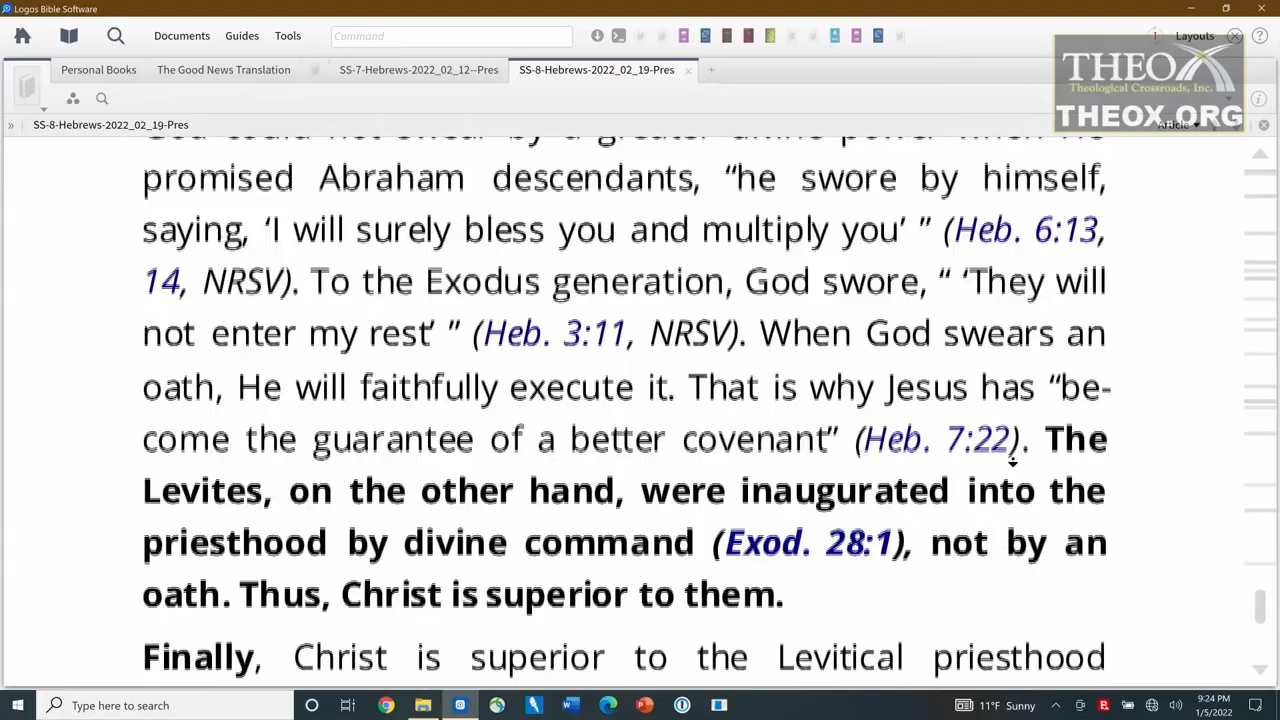 Logos Bible Software
Documents Guides Tools Command Layouts
Personal Books The Good News Translation SS-7-Hebrews-2022_02_12--Pres SS-8-Hebrews-2022_02_19-Pres
THEOX
Theological Crossroads, Inc.
THEOX.ORG
SS-8-Hebrews-2022_02_19-Pres Article
promised Abraham descendants, “he swore by himself,
saying, ‘I will surely bless you and multiply you’ ” (Heb. 6:13,
14, NRSV). To the Exodus generation, God swore, “ ‘They will
not enter my rest’ ” (Heb. 3:11, NRSV). When God swears an
oath, He will faithfully execute it. That is why Jesus has “be-
come the guarantee of a better covenant” (Heb. 7:22). The
Levites, on the other hand, were inaugurated into the
priesthood by divine command (Exod. 28:1), not by an
oath. Thus, Christ is superior to them.
Finally, Christ is superior to the Levitical priesthood
Type here to search
11°F Sunny
9:24 PM
1/5/2022